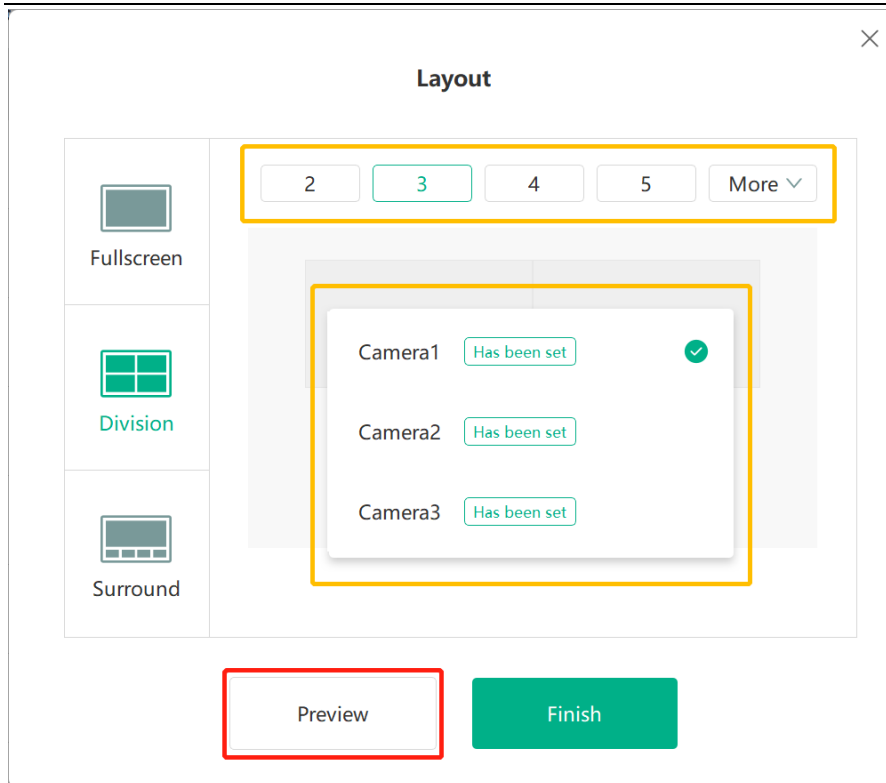 Layout
2 3 4 5 More
Fullscreen
Division
Surround
Camera1 Has been set
Camera2 Has been set
Camera3 Has been set
Preview Finish